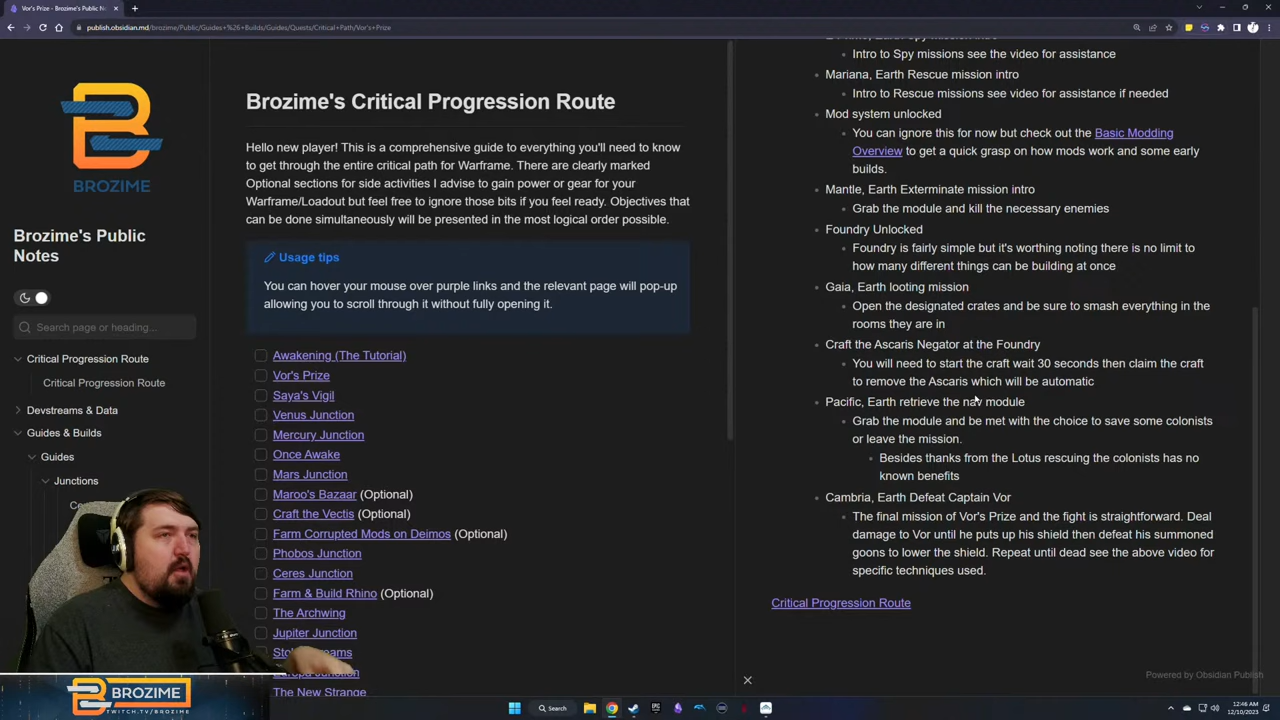 Vor's Prize - Brozime's Public N
publish.obsidian.md/brozime/Public/Guides+%26+Builds/Guides/Quests/Critical+Path/Vor's+Prize
BROZIME
Brozime's Public
Notes
Search page or heading...
Critical Progression Route
Critical Progression Route
Devstreams & Data
Guides & Builds
Guides
Junctions
Brozime's Critical Progression Route
Hello new player! This is a comprehensive guide to everything you'll need to know
to get through the entire critical path for Warframe. There are clearly marked
Optional sections for side activities I advise to gain power or gear for your
Warframe/Loadout but feel free to ignore those bits if you feel ready. Objectives that
can be done simultaneously will be presented in the most logical order possible.
Usage tips
You can hover your mouse over purple links and the relevant page will pop-up
allowing you to scroll through it without fully opening it.
Awakening (The Tutorial)
Vor's Prize
Saya's Vigil
Venus Junction
Mercury Junction
Once Awake
Mars Junction
Maroo's Bazaar (Optional)
Craft the Vectis (Optional)
Farm Corrupted Mods on Deimos (Optional)
Phobos Junction
Ceres Junction
Farm & Build Rhino (Optional)
The Archwing
Jupiter Junction
Stol reams
Europa Junction
The New Strange
E Prime, Earth Spy mission intro
Intro to Spy missions see the video for assistance
Mariana, Earth Rescue mission intro
Intro to Rescue missions see video for assistance if needed
Mod system unlocked
You can ignore this for now but check out the Basic Modding
Overview to get a quick grasp on how mods work and some early
builds.
Mantle, Earth Exterminate mission intro
Grab the module and kill the necessary enemies
Foundry Unlocked
Foundry is fairly simple but it's worthing noting there is no limit to
how many different things can be building at once
Gaia, Earth looting mission
Open the designated crates and be sure to smash everything in the
rooms they are in
Craft the Ascaris Negator at the Foundry
You will need to start the craft wait 30 seconds then claim the craft
to remove the Ascaris which will be automatic
Pacific, Earth retrieve the nav module
Grab the module and be met with the choice to save some colonists
or leave the mission.
Besides thanks from the Lotus rescuing the colonists has no
known benefits
Cambria, Earth Defeat Captain Vor
The final mission of Vor's Prize and the fight is straightforward. Deal
damage to Vor until he puts up his shield then defeat his summoned
goons to lower the shield. Repeat until dead see the above video for
specific techniques used.
Critical Progression Route
Powered by Obsidian Publish
BROZIME
TWITCH.TV/BROZIME
Search
12:46 AM
12/10/2023